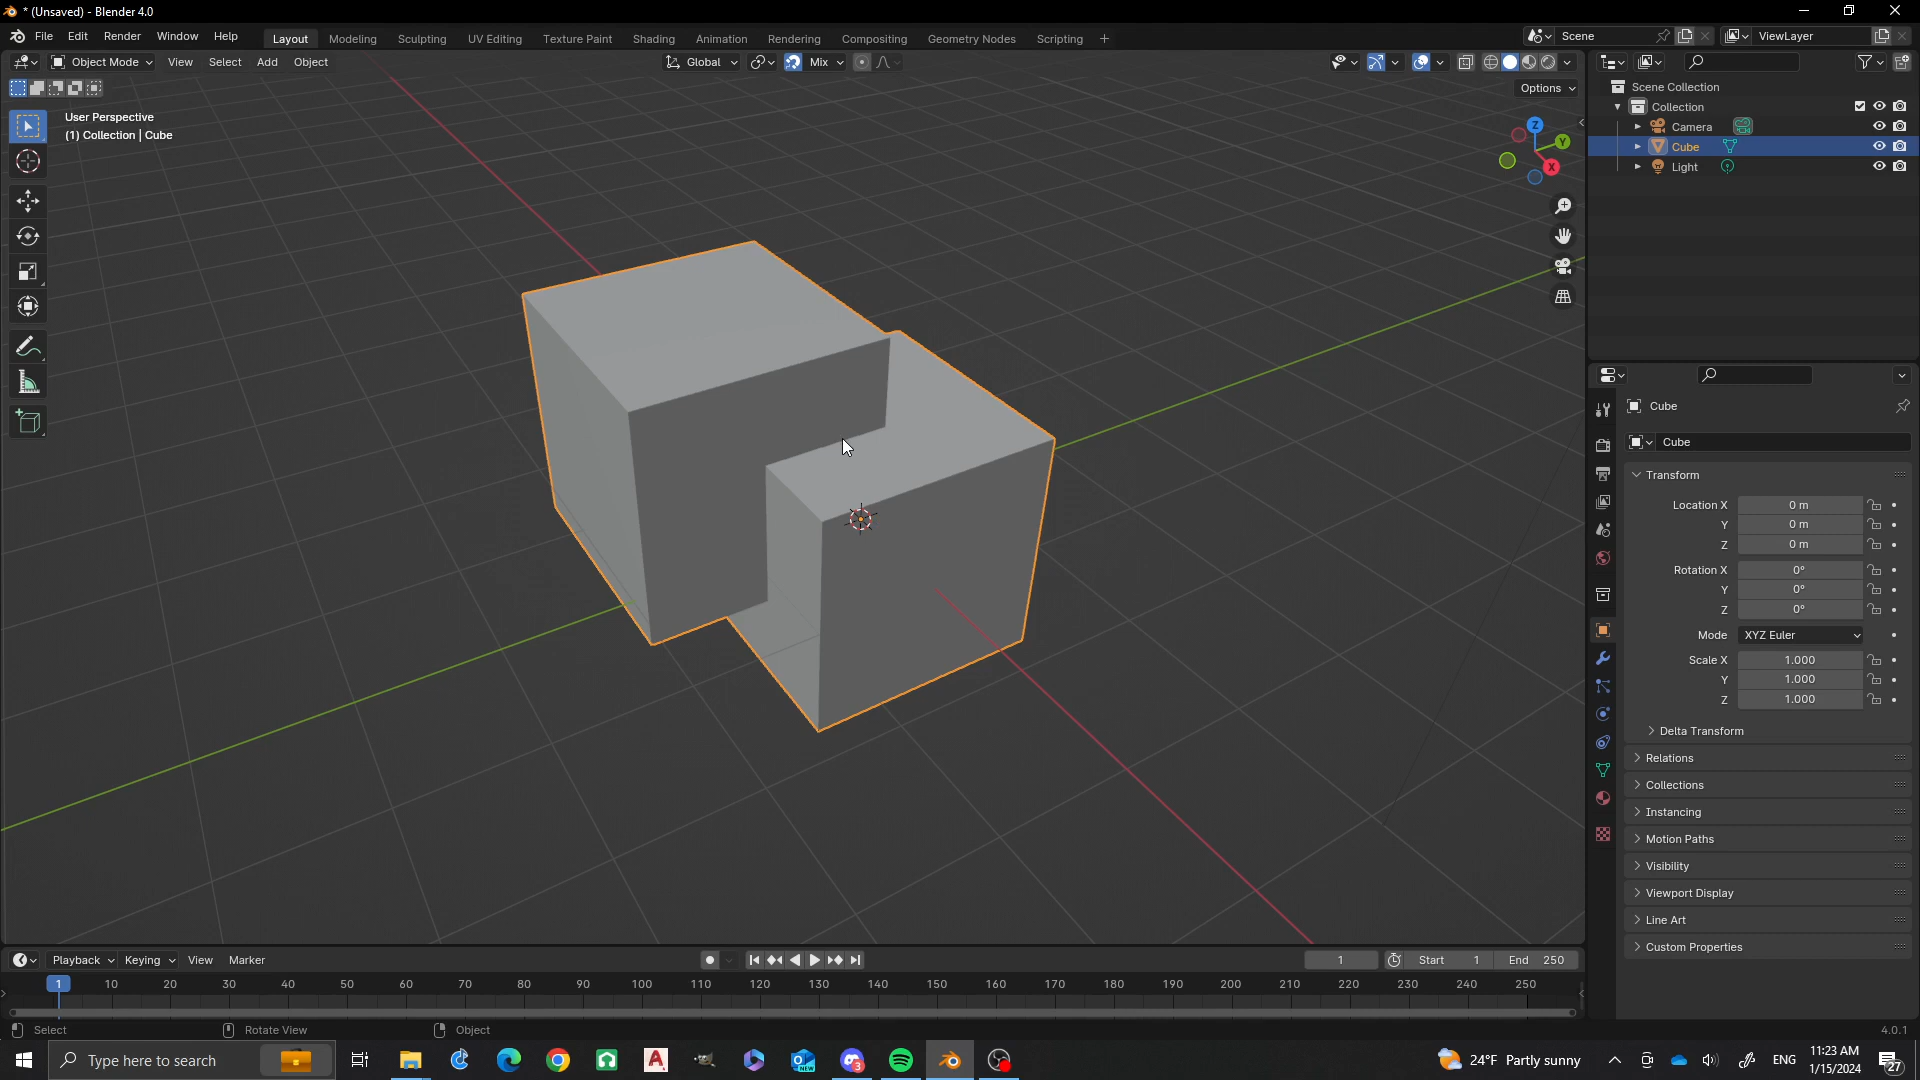 * (Unsaved) - Blender 4.0
File Edit Render Window Help Layout Modeling Sculpting UV Editing Texture Paint Shading Animation Rendering Compositing Geometry Nodes Scripting + Scene ViewLayer
Object Mode View Select Add Object Global Mix
Options
User Perspective
(1) Collection | Cube
Z
Y
X
Scene Collection
Collection
Camera
Cube
Light
Cube
Cube
Transform
Location X 0 m
Y 0 m
Z 0 m
Rotation X 0°
Y 0°
Z 0°
Mode XYZ Euler
Scale X 1.000
Y 1.000
Z 1.000
Delta Transform
Relations
Collections
Instancing
Motion Paths
Visibility
Viewport Display
Line Art
Custom Properties
Playback Keying View Marker 1 Start 1 End 250
1 10 20 30 40 50 60 70 80 90 100 110 120 130 140 150 160 170 180 190 200 210 220 230 240 250
Select Rotate View Object 4.0.1
Type here to search 24°F Partly sunny ENG 11:23 AM
1/15/2024
27
3